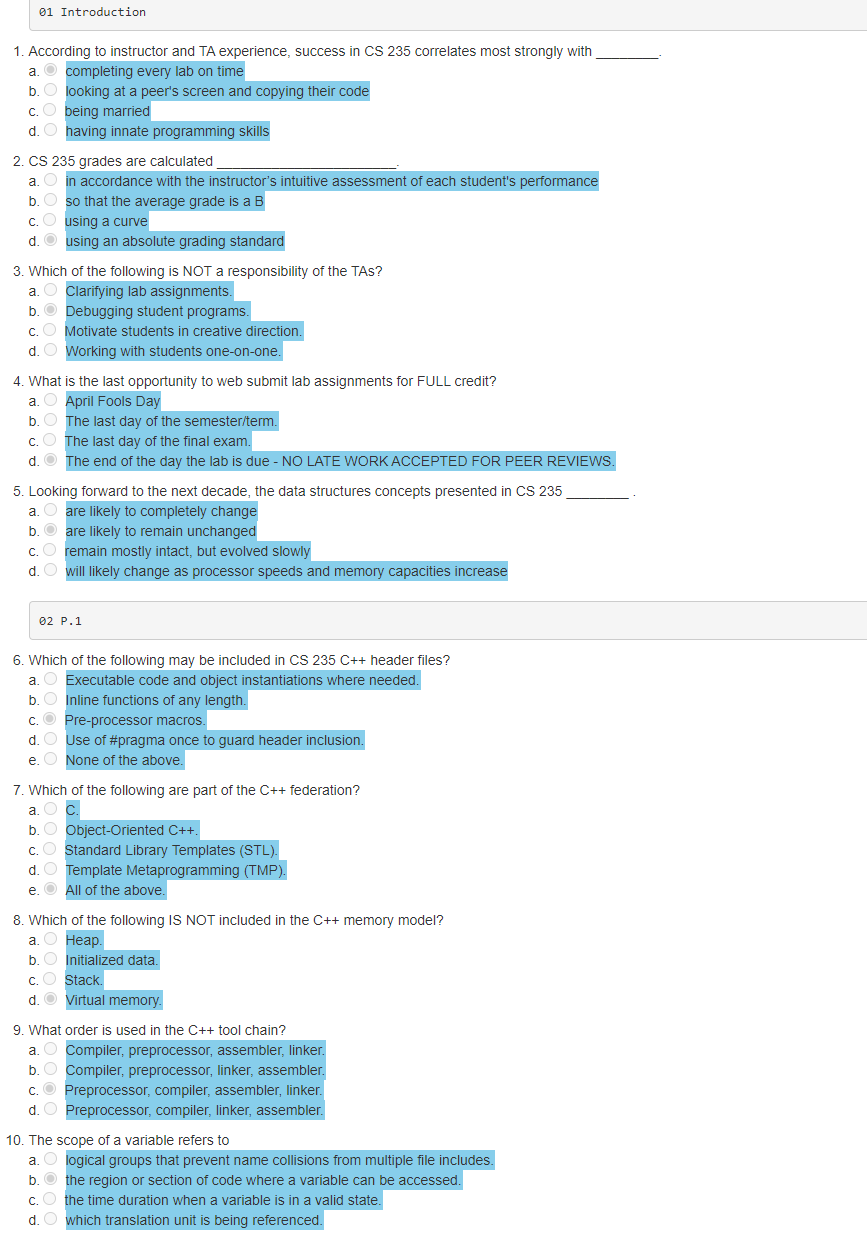 01 Introduction
1. According to instructor and TA experience, success in CS 235 correlates most strongly with ________.
a. completing every lab on time
b. looking at a peer's screen and copying their code
c. being married
d. having innate programming skills
2. CS 235 grades are calculated _______________________.
a. in accordance with the instructor's intuitive assessment of each student's performance
b. so that the average grade is a B
c. using a curve
d. using an absolute grading standard
3. Which of the following is NOT a responsibility of the TAs?
a. Clarifying lab assignments.
b. Debugging student programs.
c. Motivate students in creative direction.
d. Working with students one-on-one.
4. What is the last opportunity to web submit lab assignments for FULL credit?
a. April Fools Day
b. The last day of the semester/term.
c. The last day of the final exam.
d. The end of the day the lab is due - NO LATE WORK ACCEPTED FOR PEER REVIEWS.
5. Looking forward to the next decade, the data structures concepts presented in CS 235 ________ .
a. are likely to completely change
b. are likely to remain unchanged
c. remain mostly intact, but evolved slowly
d. will likely change as processor speeds and memory capacities increase
02 P.1
6. Which of the following may be included in CS 235 C++ header files?
a. Executable code and object instantiations where needed.
b. Inline functions of any length.
c. Pre-processor macros.
d. Use of #pragma once to guard header inclusion.
e. None of the above.
7. Which of the following are part of the C++ federation?
a. C.
b. Object-Oriented C++.
c. Standard Library Templates (STL).
d. Template Metaprogramming (TMP).
e. All of the above.
8. Which of the following IS NOT included in the C++ memory model?
a. Heap.
b. Initialized data.
c. Stack.
d. Virtual memory.
9. What order is used in the C++ tool chain?
a. Compiler, preprocessor, assembler, linker.
b. Compiler, preprocessor, linker, assembler.
c. Preprocessor, compiler, assembler, linker.
d. Preprocessor, compiler, linker, assembler.
10. The scope of a variable refers to
a. logical groups that prevent name collisions from multiple file includes.
b. the region or section of code where a variable can be accessed.
c. the time duration when a variable is in a valid state.
d. which translation unit is being referenced.